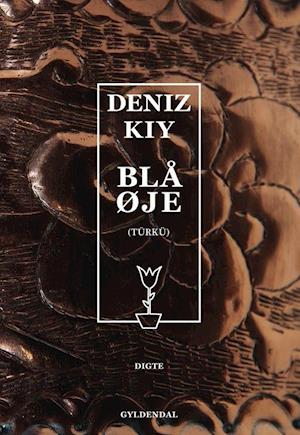 DENIZ
KIY
BLÅ
ØJE
(TÜRKÜ)
DIGTE
GYLDENDAL